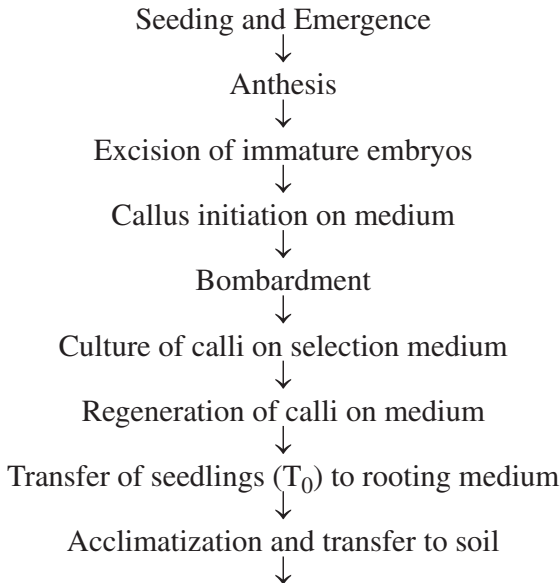 Seeding and Emergence
↓
Anthesis
↓
Excision of immature embryos
↓
Callus initiation on medium
↓
Bombardment
↓
Culture of calli on selection medium
↓
Regeneration of calli on medium
↓
Transfer of seedlings (T₀) to rooting medium
↓
Acclimatization and transfer to soil
↓